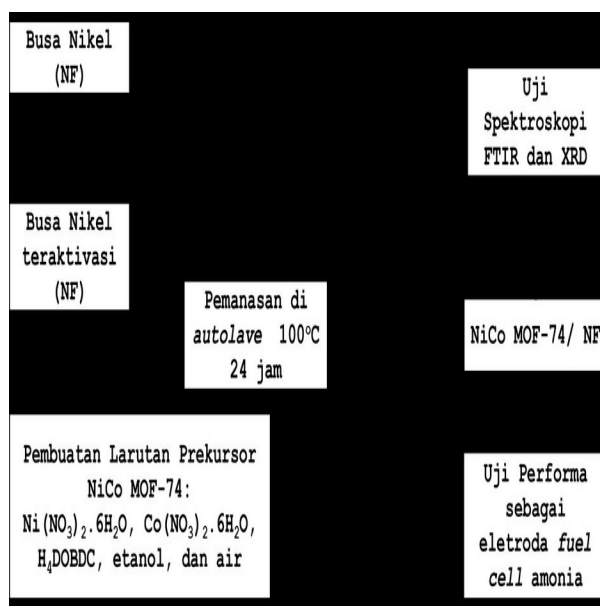 Busa Nikel
(NF)
Busa Nikel
teraktivasi
(NF)
Pembuatan Larutan Prekursor
NiCo MOF-74:
Ni(NO₃)₂.6H₂O, Co(NO₃)₂.6H₂O,
H₄DOBDC, etanol, dan air
Pemanasan di
autolave 100°C
24 jam
Uji
Spektroskopi
FTIR dan XRD
NiCo MOF-74/ NF
Uji Performa
sebagai
eletroda fuel
cell amonia